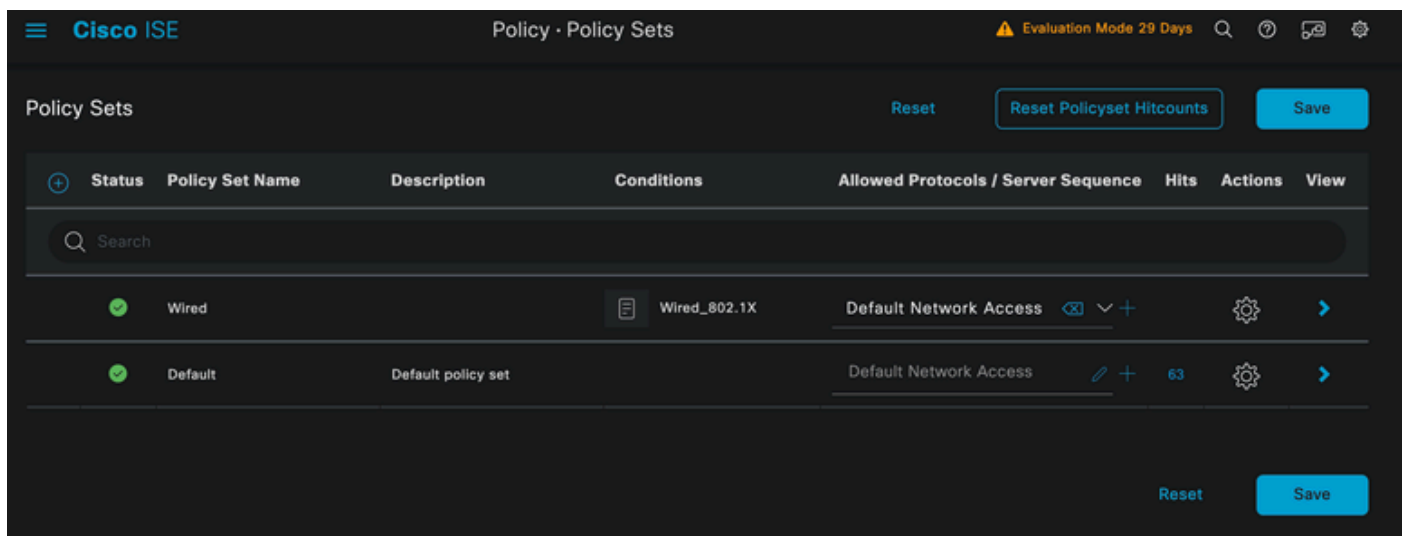 Cisco ISE Policy · Policy Sets Evaluation Mode 29 Days
Policy Sets Reset Reset Policyset Hitcounts Save
Status Policy Set Name Description Conditions Allowed Protocols / Server Sequence Hits Actions View
Search
Wired Wired_802.1X Default Network Access
Default Default policy set Default Network Access 63
Reset Save